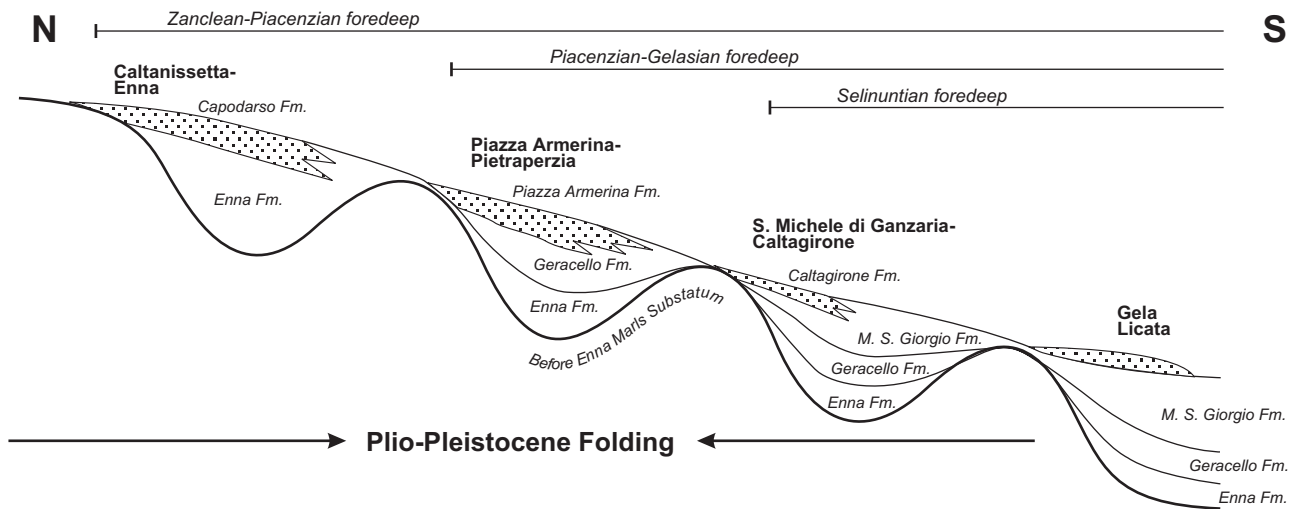 N
Zanclean-Piacenzian foredeep
S
Piacenzian-Gelasian foredeep
Selinuntian foredeep
Caltanissetta-
Enna
Capodarso Fm.
Enna Fm.
Piazza Armerina-
Pietraperzia
Piazza Armerina Fm.
Geracello Fm.
Enna Fm.
Before Enna Marls Substatum
S. Michele di Ganzaria-
Caltagirone
Caltagirone Fm.
M. S. Giorgio Fm.
Geracello Fm.
Enna Fm.
Gela
Licata
M. S. Giorgio Fm.
Geracello Fm.
Enna Fm.
Plio-Pleistocene Folding